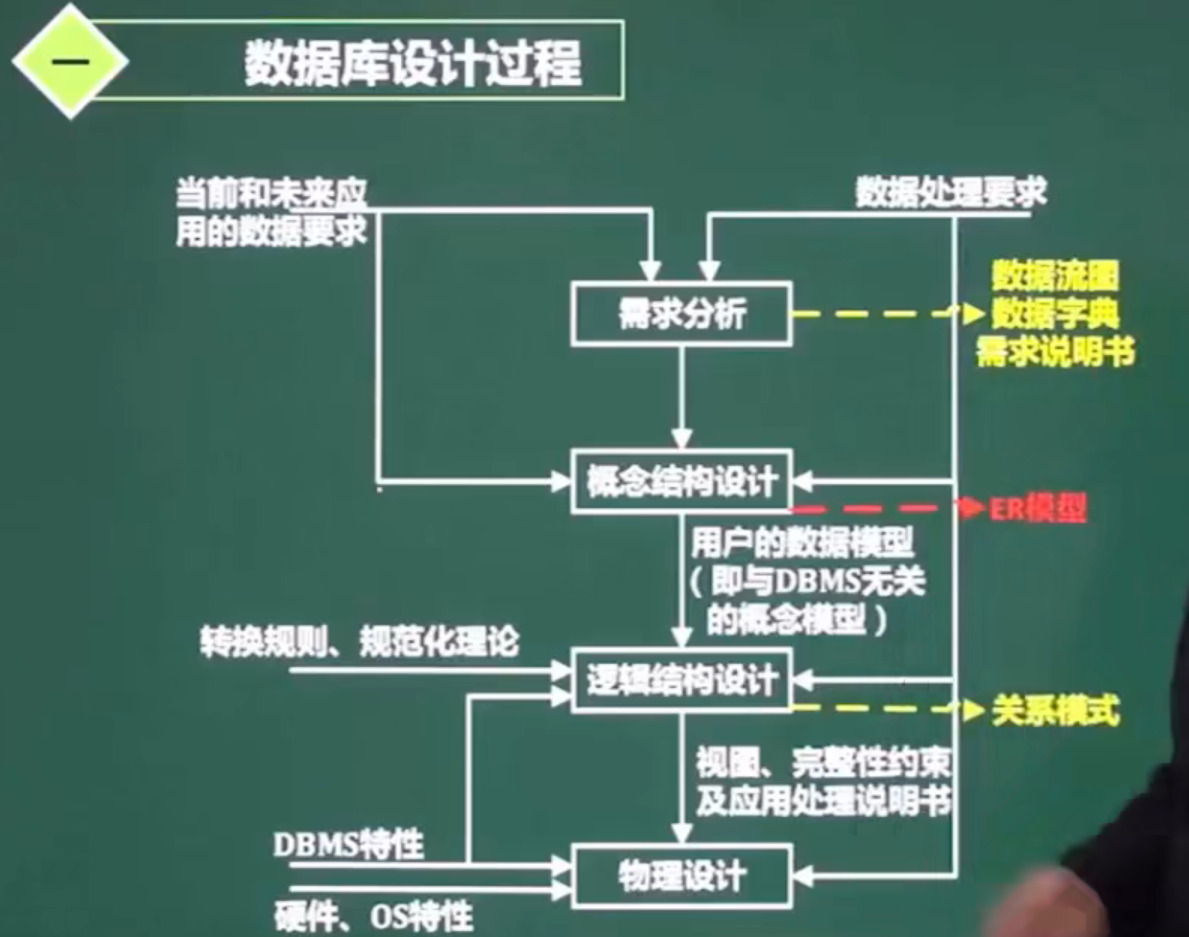 一
数据库设计过程
当前和未来应
用的数据要求
数据处理要求
需求分析
数据流图
数据字典
需求说明书
概念结构设计
ER模型
用户的数据模型
（即与DBMS无关
的概念模型）
转换规则、规范化理论
逻辑结构设计
关系模式
视图、完整性约束
及应用处理说明书
DBMS特性
物理设计
硬件、OS特性